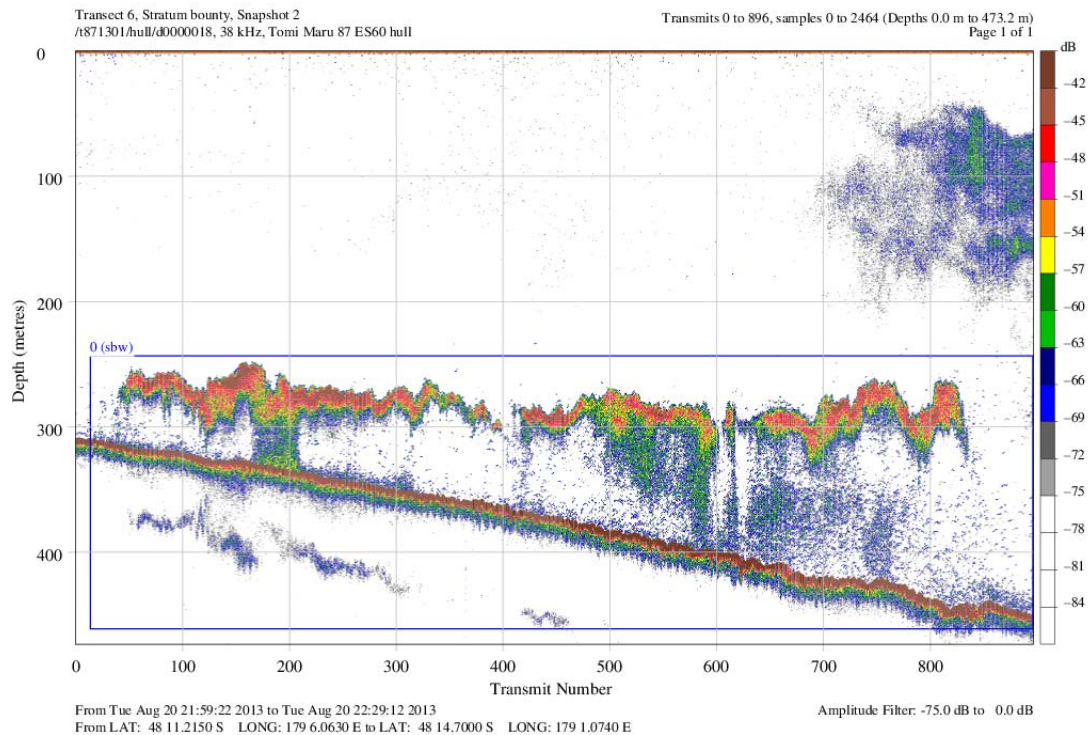 Transect 6, Stratum bounty, Snapshot 2
/t871301/hull/d0000018, 38 kHz, Tomi Maru 87 ES60 hull
Transmits 0 to 896, samples 0 to 2464 (Depths 0.0 m to 473.2 m)
Page 1 of 1
dB
0
100
200
300
400
Depth (metres)
0 (sbw)
−42
−45
−48
−51
−54
−57
−60
−63
−66
−69
−72
−75
−78
−81
−84
0 100 200 300 400 500 600 700 800
Transmit Number
From Tue Aug 20 21:59:22 2013 to Tue Aug 20 22:29:12 2013
From LAT: 48 11.2150 S LONG: 179 6.0630 E to LAT: 48 14.7000 S LONG: 179 1.0740 E
Amplitude Filter: -75.0 dB to 0.0 dB